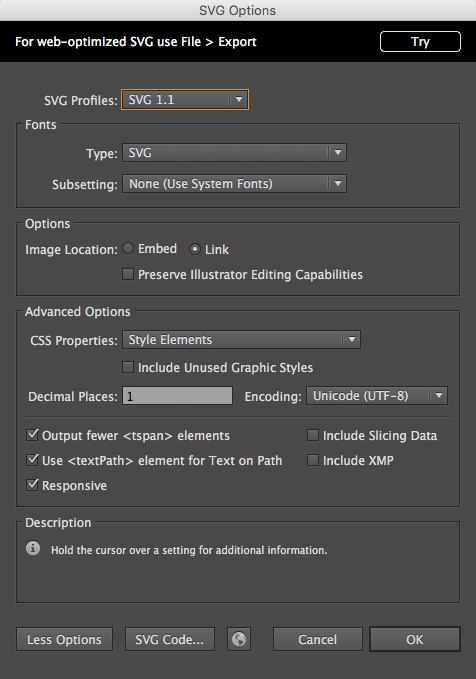 SVG Options
For web-optimized SVG use File > Export
Try
SVG Profiles: SVG 1.1
Fonts
Type: SVG
Subsetting: None (Use System Fonts)
Options
Image Location: Embed Link
Preserve Illustrator Editing Capabilities
Advanced Options
CSS Properties: Style Elements
Include Unused Graphic Styles
Decimal Places: 1 Encoding: Unicode (UTF-8)
Output fewer <tspan> elements Include Slicing Data
Use <textPath> element for Text on Path Include XMP
Responsive
Description
Hold the cursor over a setting for additional information.
Less Options SVG Code... Cancel OK